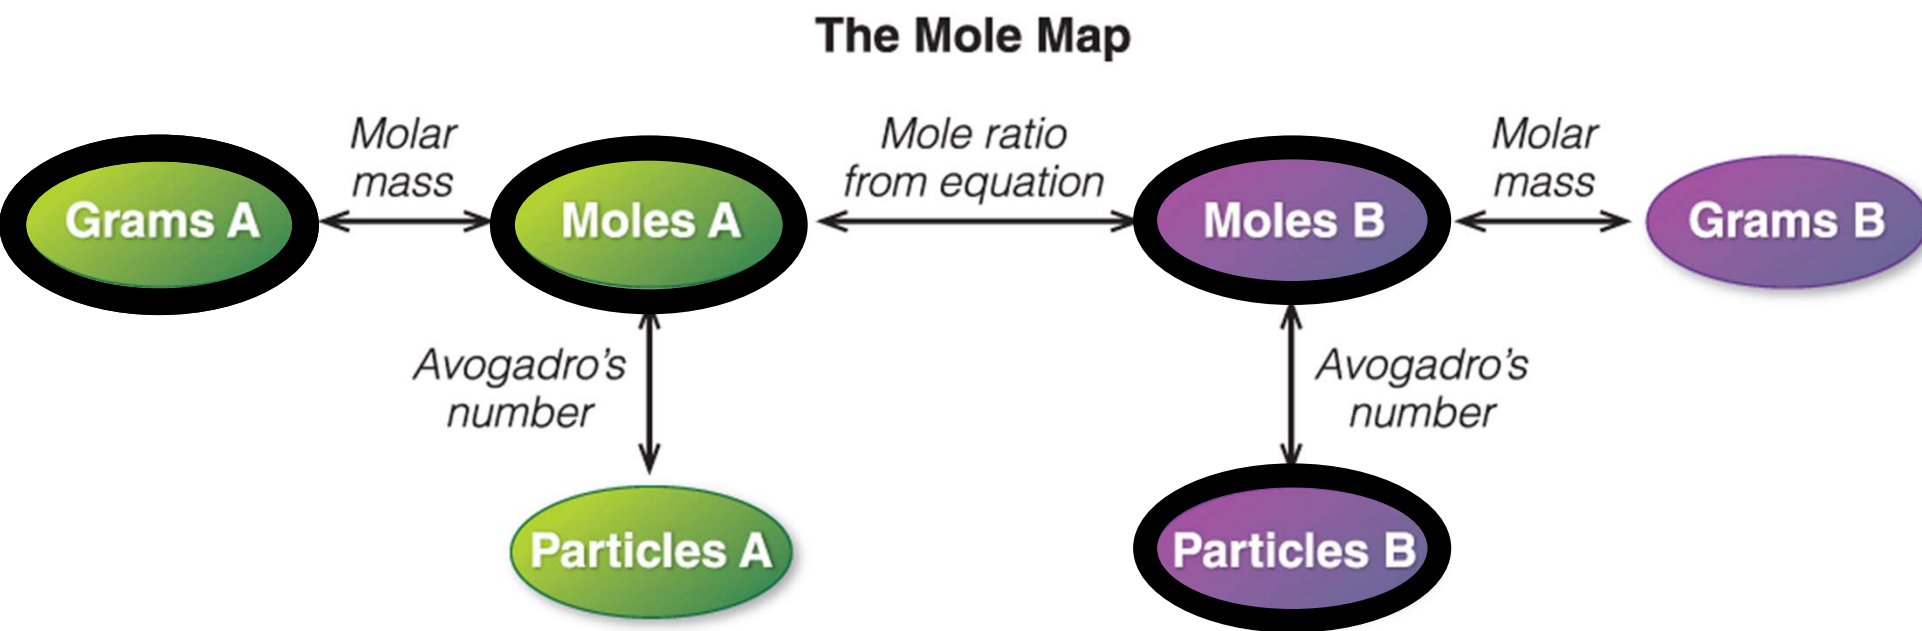 The Mole Map
Molar
mass
Mole ratio
from equation
Molar
mass
Grams A
Moles A
Moles B
Grams B
Avogadro's
number
Avogadro's
number
Particles A
Particles B